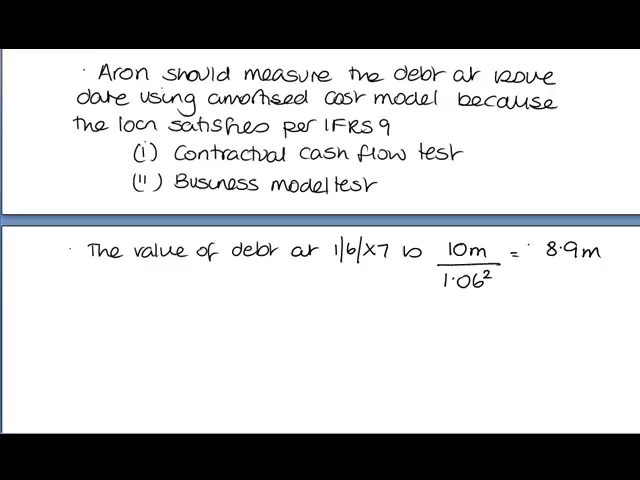 · Aron should measure the debt at issue
date using amortised cost model because
the loan satisfies per IFRS 9
(i) Contractual cash flow test
(ii) Business model test
· The value of debt at 1/6/X7 is 10m / 1.06² = 8.9m